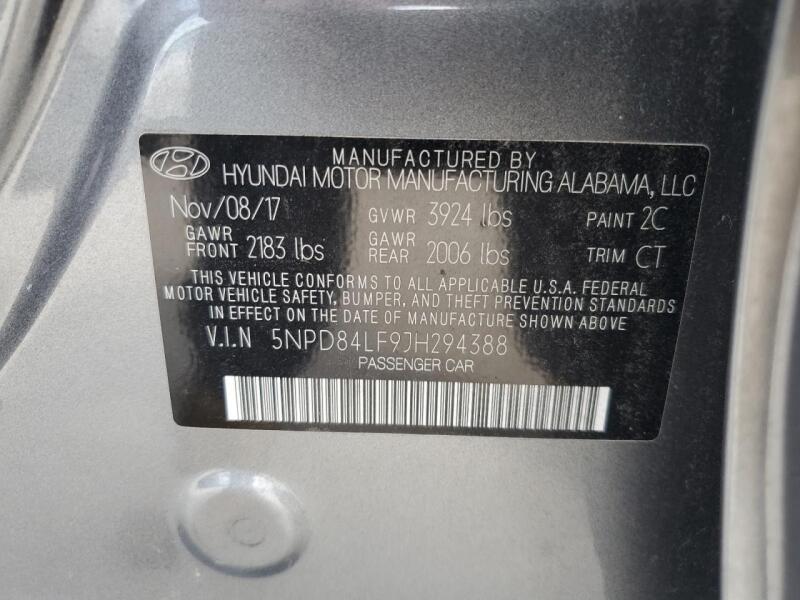 MANUFACTURED BY
HYUNDAI MOTOR MANUFACTURING ALABAMA, LLC
Nov/08/17 GVWR 3924 lbs PAINT 2C
GAWR FRONT 2183 lbs GAWR REAR 2006 lbs TRIM CT
THIS VEHICLE CONFORMS TO ALL APPLICABLE U.S.A. FEDERAL
MOTOR VEHICLE SAFETY, BUMPER, AND THEFT PREVENTION STANDARDS
IN EFFECT ON THE DATE OF MANUFACTURE SHOWN ABOVE
V.I.N 5NPD84LF9JH294388
PASSENGER CAR